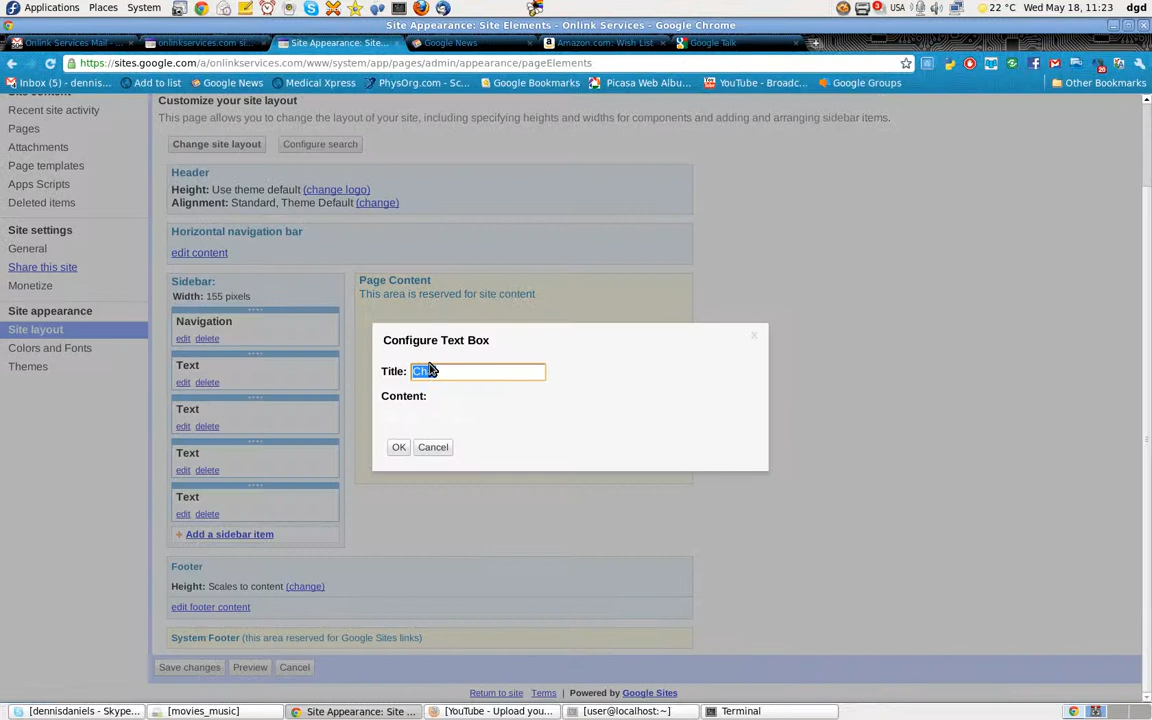 Applications Places System USA 22 °C Wed May 18, 11:23 dgd
Site Appearance: Site Elements - Onlink Services - Google Chrome
Onlink Services Mail - ... onlinkservices.com si... Site Appearance: Site... Google News Amazon.com: Wish List Google Talk
https://sites.google.com/a/onlinkservices.com/www/system/app/pages/admin/appearance/pageElements
Inbox (5) - dennis... Add to list Google News Medical Xpress PhysOrg.com - Sc... Google Bookmarks Picasa Web Albu... YouTube - Broadc... Google Groups Other Bookmarks
Recent site activity
Pages
Attachments
Page templates
Apps Scripts
Deleted items
Site settings
General
Share this site
Monetize
Site appearance
Site layout
Colors and Fonts
Themes
Customize your site layout
This page allows you to change the layout of your site, including specifying heights and widths for components and adding and arranging sidebar items.
Change site layout Configure search
Header
Height: Use theme default (change logo)
Alignment: Standard, Theme Default (change)
Horizontal navigation bar
edit content
Sidebar:
Width: 155 pixels
Navigation
edit delete
Text
edit delete
Text
edit delete
Text
edit delete
Text
edit delete
+ Add a sidebar item
Page Content
This area is reserved for site content
Configure Text Box
x
Title:
Content:
OK Cancel
Footer
Height: Scales to content (change)
edit footer content
System Footer (this area reserved for Google Sites links)
Save changes Preview Cancel
Return to site | Terms | Powered by Google Sites
[dennisdaniels - Skype... [movies_music] Site Appearance: Site ... [YouTube - Upload you... [user@localhost:~] Terminal